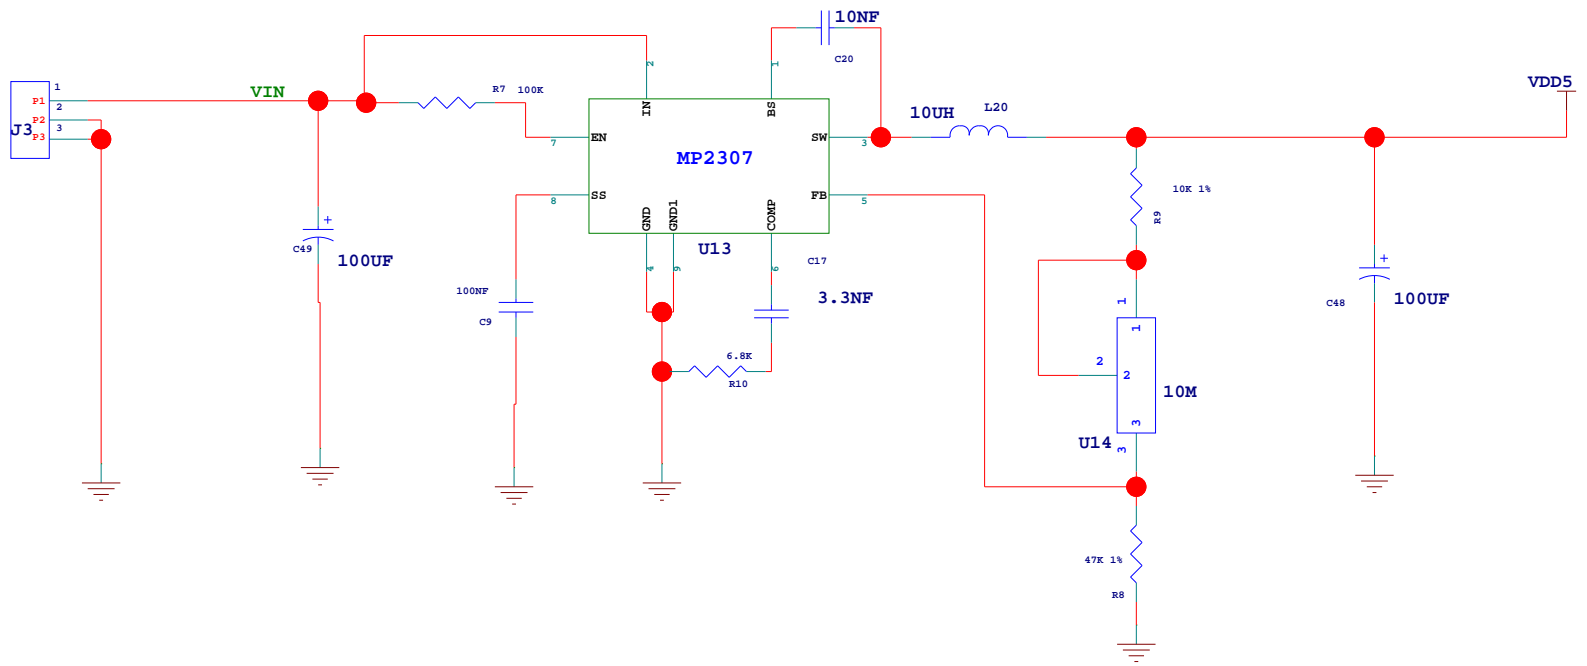 10NF
C20
1
2
VDD5
1
P1
2
P2
3
P3
J3
VIN
R7 100K
IN
BS
10UH
L20
EN
7
MP2307
SW
3
SS
8
FB
5
10K 1%
R9
GND
GND1
COMP
U13
4
9
6
C17
3.3NF
C49
+
100UF
100NF
C9
6.8K
R10
1
1
2
2
10M
3
U14
3
+
C48
100UF
47K 1%
R8